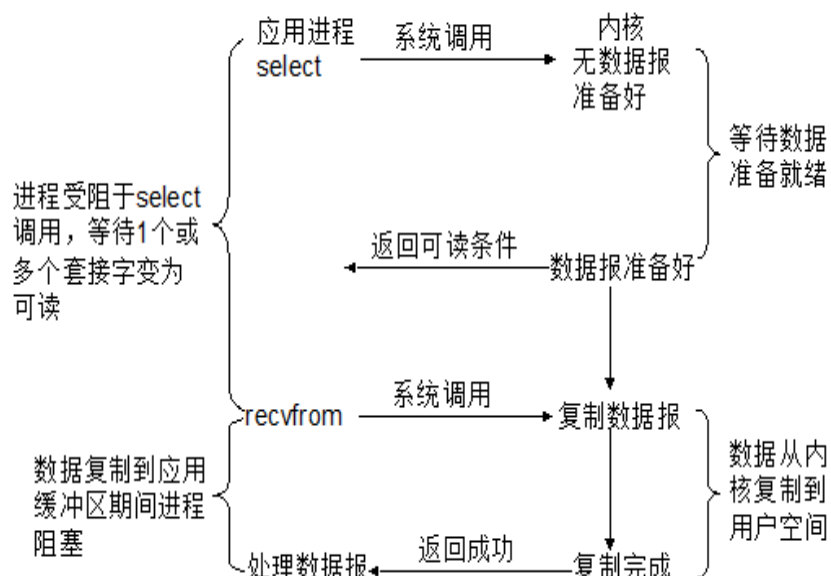 应用进程
select
系统调用
内核
无数据报
准备好
等待数据
准备就绪
进程受阻于select
调用，等待1个或
多个套接字变为
可读
返回可读条件
数据报准备好
recvfrom
系统调用
复制数据报
数据复制到应用
缓冲区期间进程
阻塞
数据从内
核复制到
用户空间
处理数据报
返回成功
复制完成